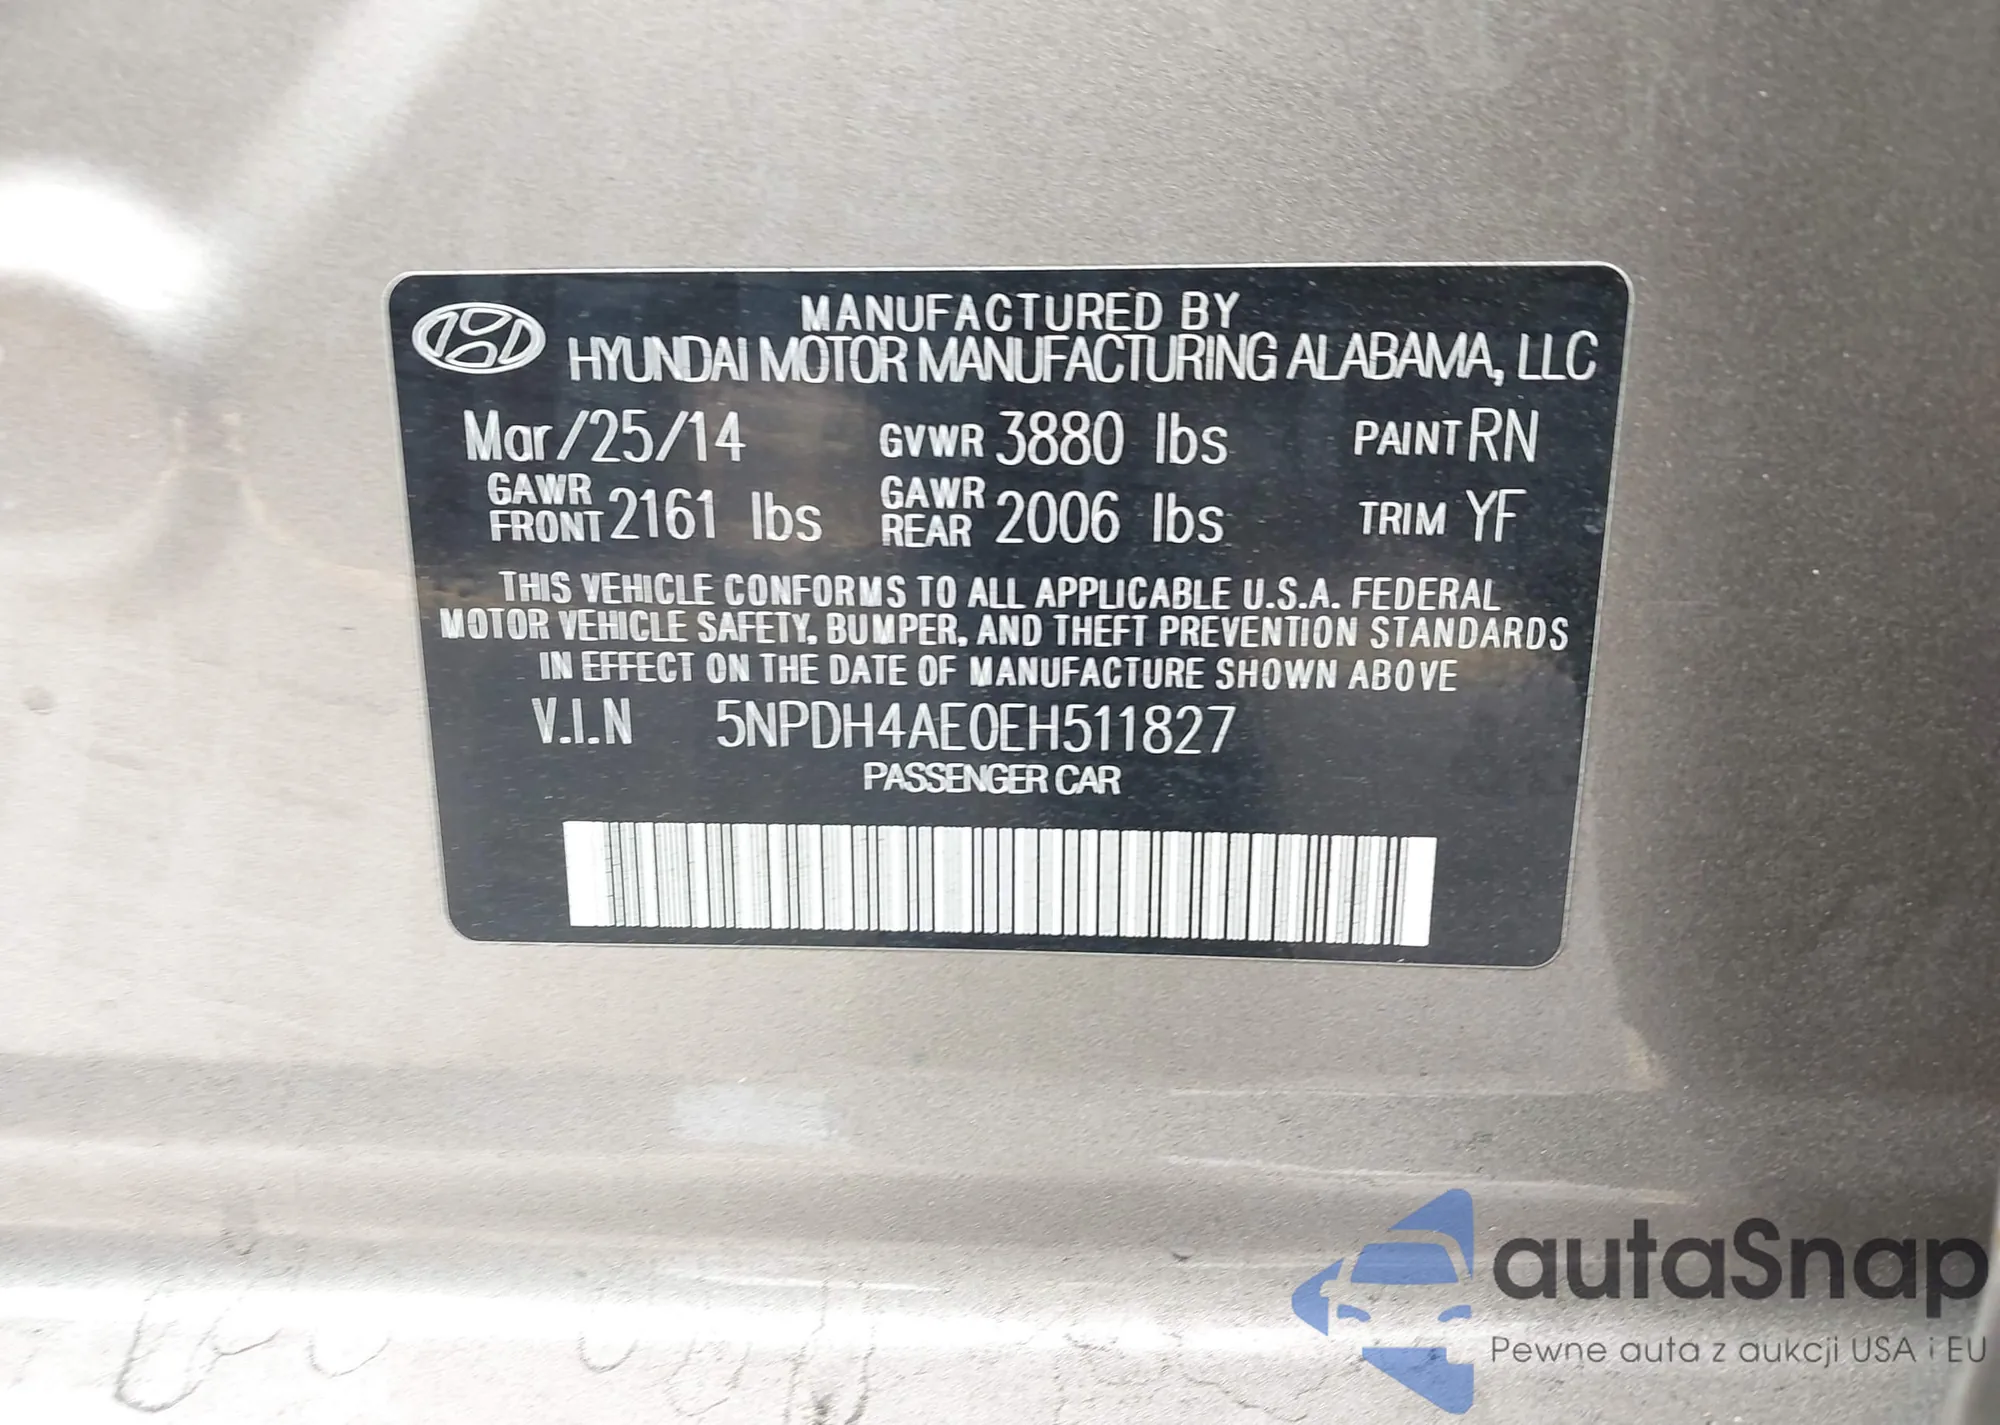 MANUFACTURED BY
HYUNDAI MOTOR MANUFACTURING ALABAMA, LLC
Mar/25/14 GVWR 3880 lbs PAINT RN
GAWR FRONT 2161 lbs GAWR REAR 2006 lbs TRIM YF
THIS VEHICLE CONFORMS TO ALL APPLICABLE U.S.A. FEDERAL
MOTOR VEHICLE SAFETY, BUMPER, AND THEFT PREVENTION STANDARDS
IN EFFECT ON THE DATE OF MANUFACTURE SHOWN ABOVE
V.I.N 5NPDH4AE0EH511827
PASSENGER CAR
autaSnap
Pewne auta z aukcji USA i EU